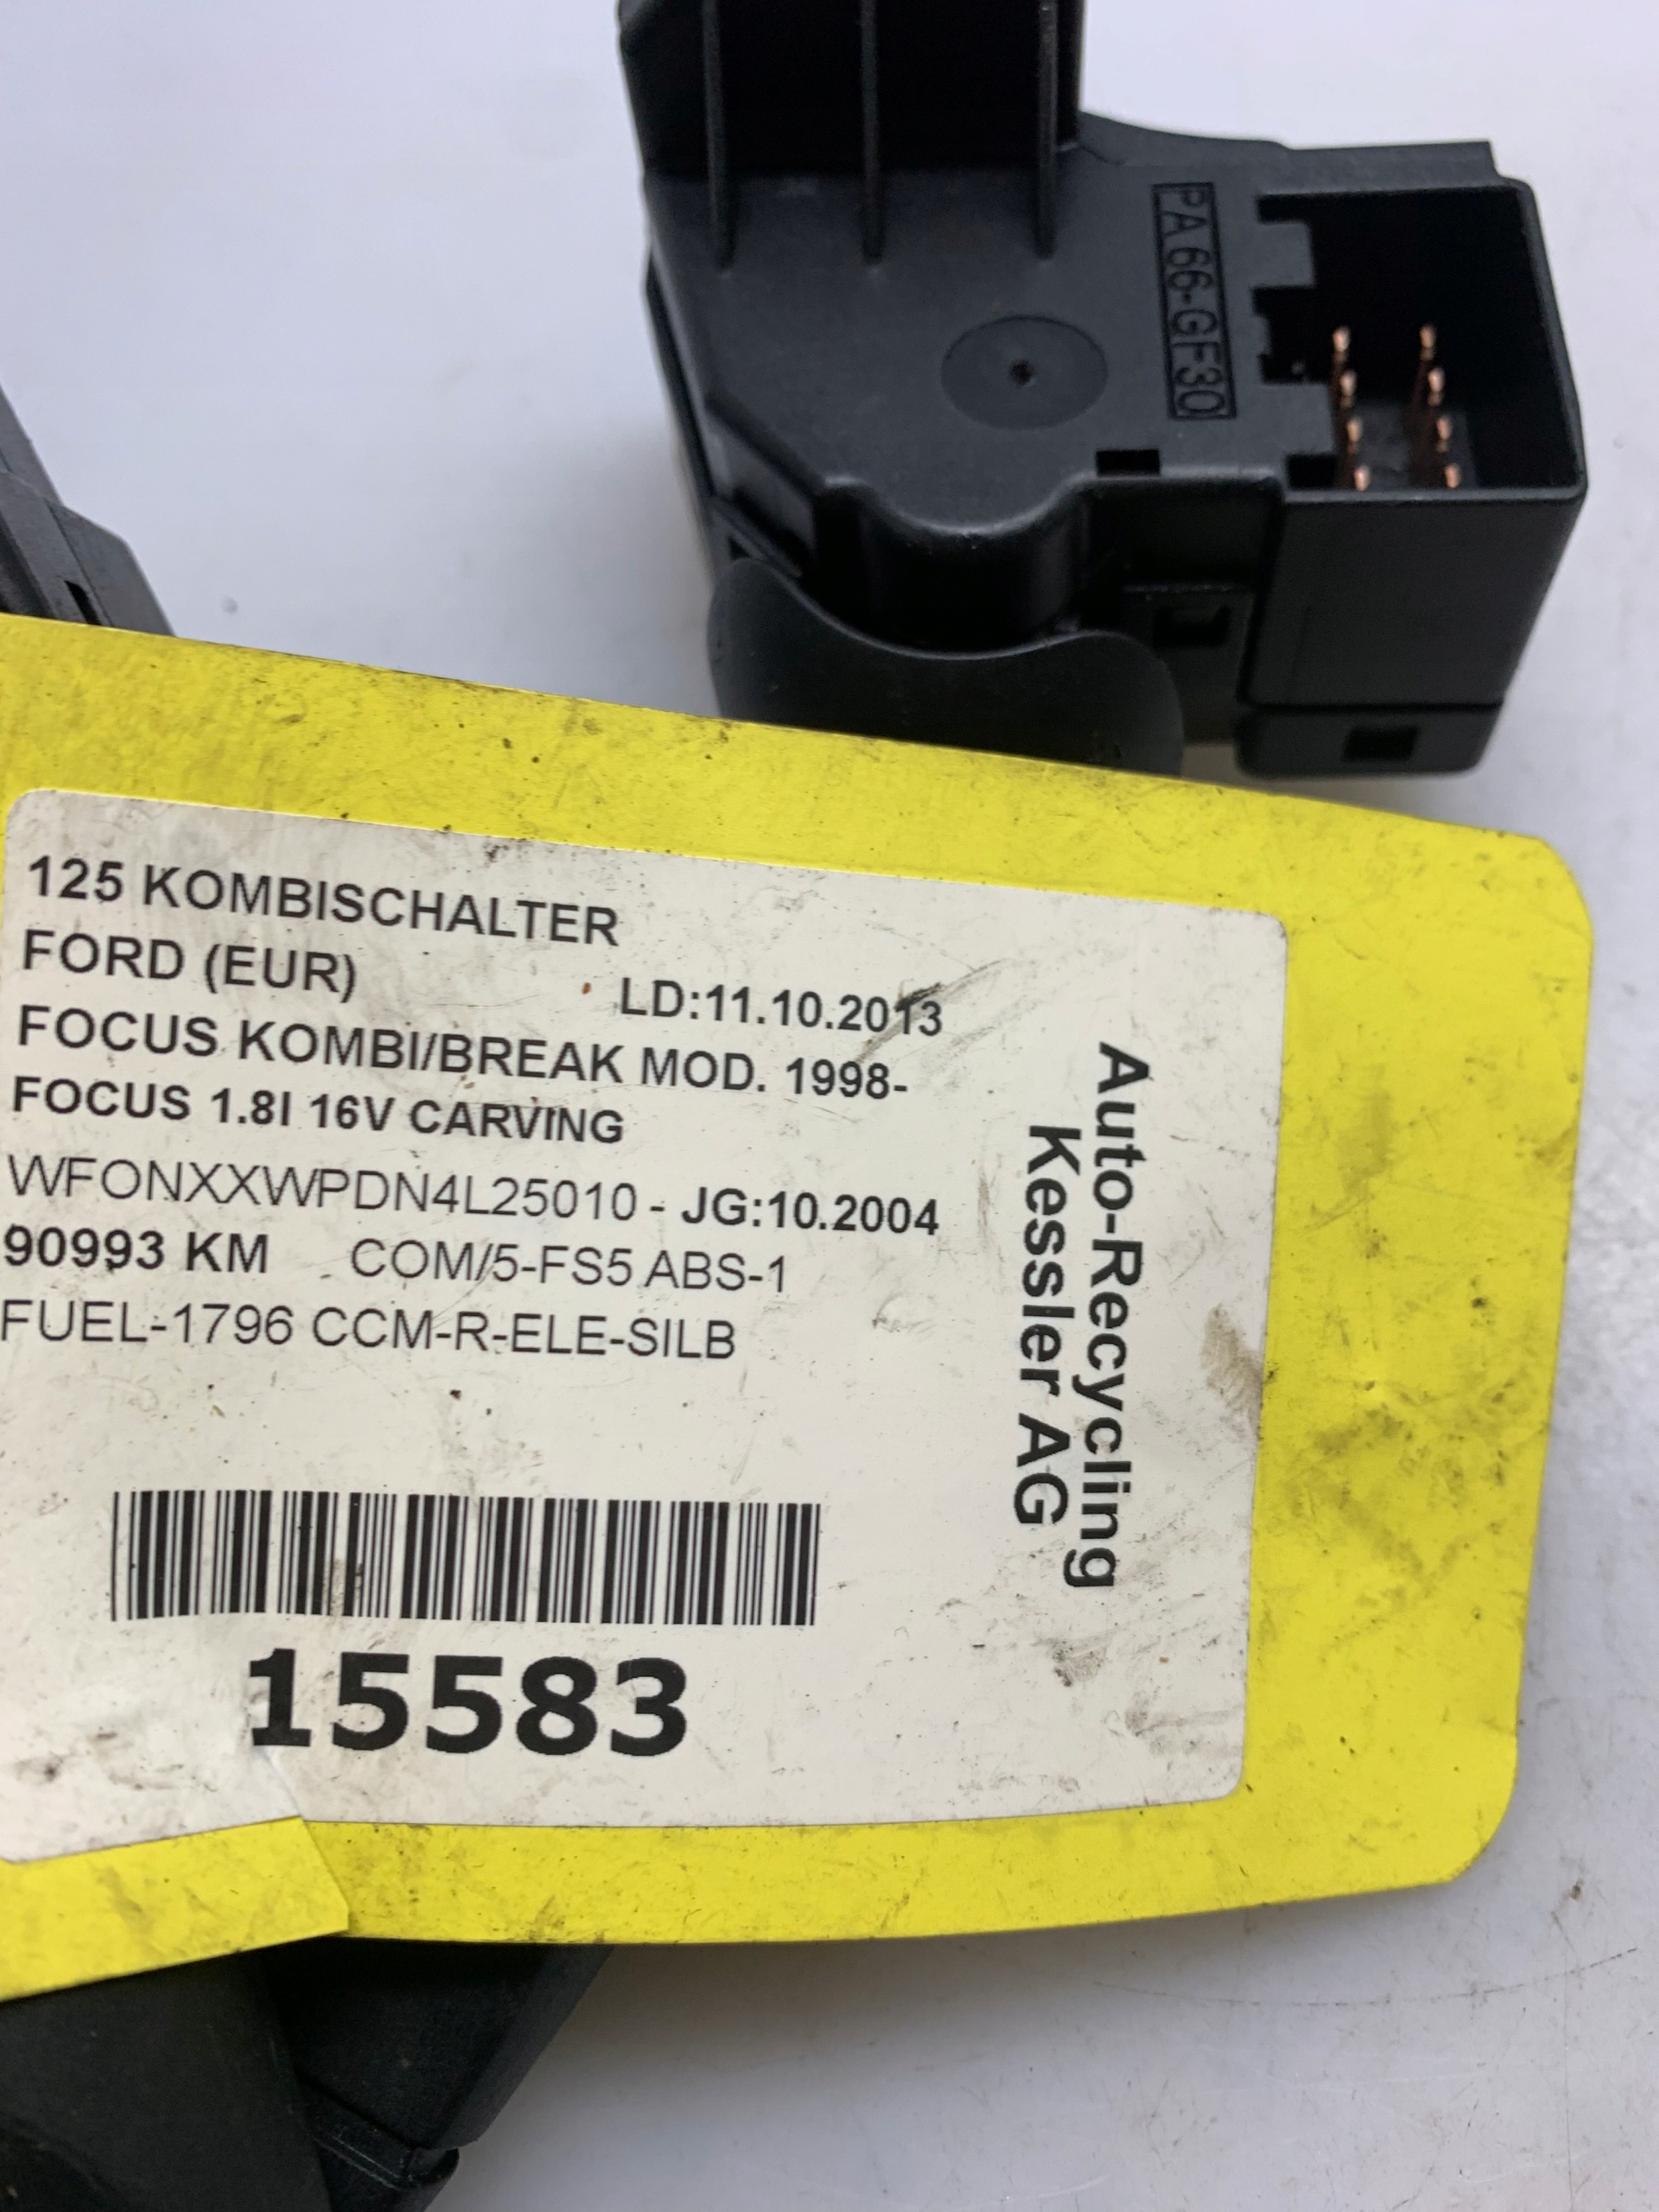 PA 66-GF30
125 KOMBISCHALTER
FORD (EUR)
LD:11.10.2013
FOCUS KOMBI/BREAK MOD. 1998-
FOCUS 1.8I 16V CARVING
WFONXXWPDN4L25010 - JG:10.2004
90993 KM COM/5-FS5 ABS-1
FUEL-1796 CCM-R-ELE-SILB
15583
Auto-Recycling
Kessler AG